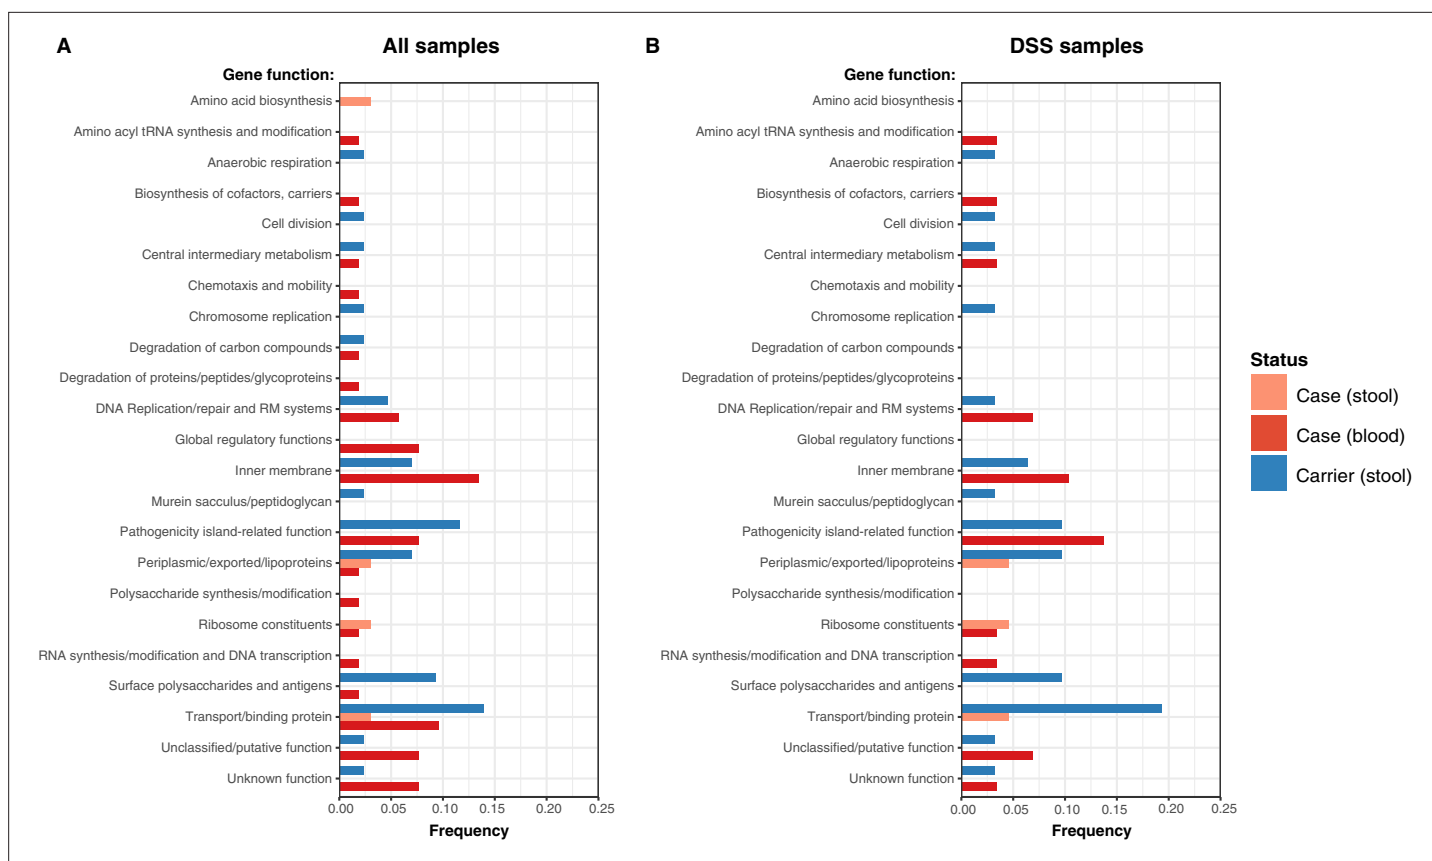 A
All samples
Gene function:
Amino acid biosynthesis
Amino acyl tRNA synthesis and modification
Anaerobic respiration
Biosynthesis of cofactors, carriers
Cell division
Central intermediary metabolism
Chemotaxis and mobility
Chromosome replication
Degradation of carbon compounds
Degradation of proteins/peptides/glycoproteins
DNA Replication/repair and RM systems
Global regulatory functions
Inner membrane
Murein sacculus/peptidoglycan
Pathogenicity island-related function
Periplasmic/exported/lipoproteins
Polysaccharide synthesis/modification
Ribosome constituents
RNA synthesis/modification and DNA transcription
Surface polysaccharides and antigens
Transport/binding protein
Unclassified/putative function
Unknown function
0.00 0.05 0.10 0.15 0.20 0.25
Frequency
B
DSS samples
Gene function:
Amino acid biosynthesis
Amino acyl tRNA synthesis and modification
Anaerobic respiration
Biosynthesis of cofactors, carriers
Cell division
Central intermediary metabolism
Chemotaxis and mobility
Chromosome replication
Degradation of carbon compounds
Degradation of proteins/peptides/glycoproteins
DNA Replication/repair and RM systems
Global regulatory functions
Inner membrane
Murein sacculus/peptidoglycan
Pathogenicity island-related function
Periplasmic/exported/lipoproteins
Polysaccharide synthesis/modification
Ribosome constituents
RNA synthesis/modification and DNA transcription
Surface polysaccharides and antigens
Transport/binding protein
Unclassified/putative function
Unknown function
0.00 0.05 0.10 0.15 0.20 0.25
Frequency
Status
Case (stool)
Case (blood)
Carrier (stool)